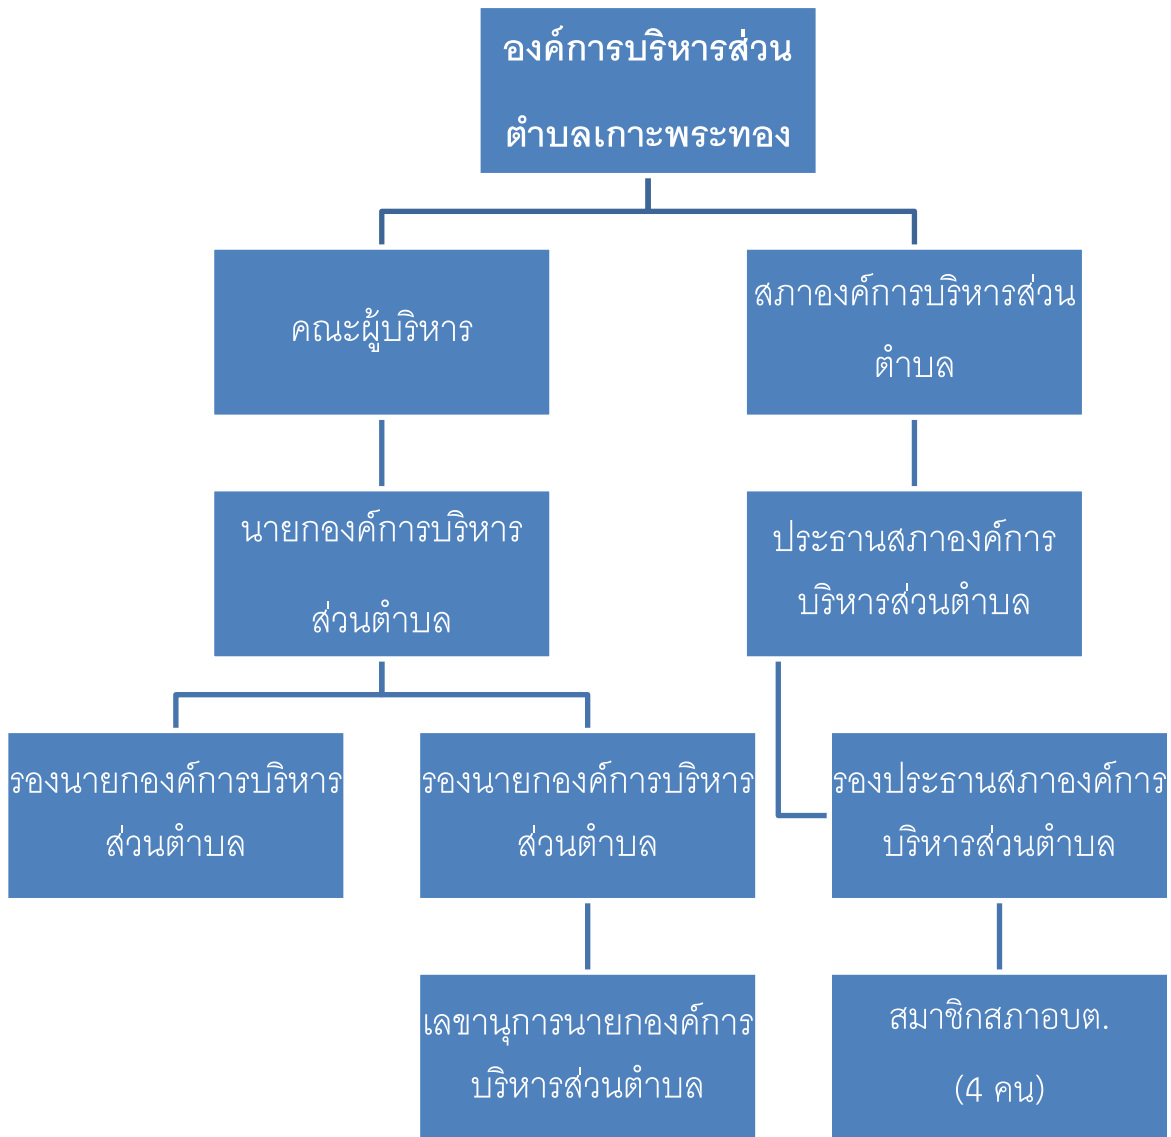 องค์การบริหารส่วน
ตำบลเกาะพระทอง
คณะผู้บริหาร
สภาองค์การบริหารส่วน
ตำบล
นายกองค์การบริหาร
ส่วนตำบล
ประธานสภาองค์การ
บริหารส่วนตำบล
รองนายกองค์การบริหาร
ส่วนตำบล
รองนายกองค์การบริหาร
ส่วนตำบล
รองประธานสภาองค์การ
บริหารส่วนตำบล
เลขานุการนายกองค์การ
บริหารส่วนตำบล
สมาชิกสภาอบต.
(4 คน)